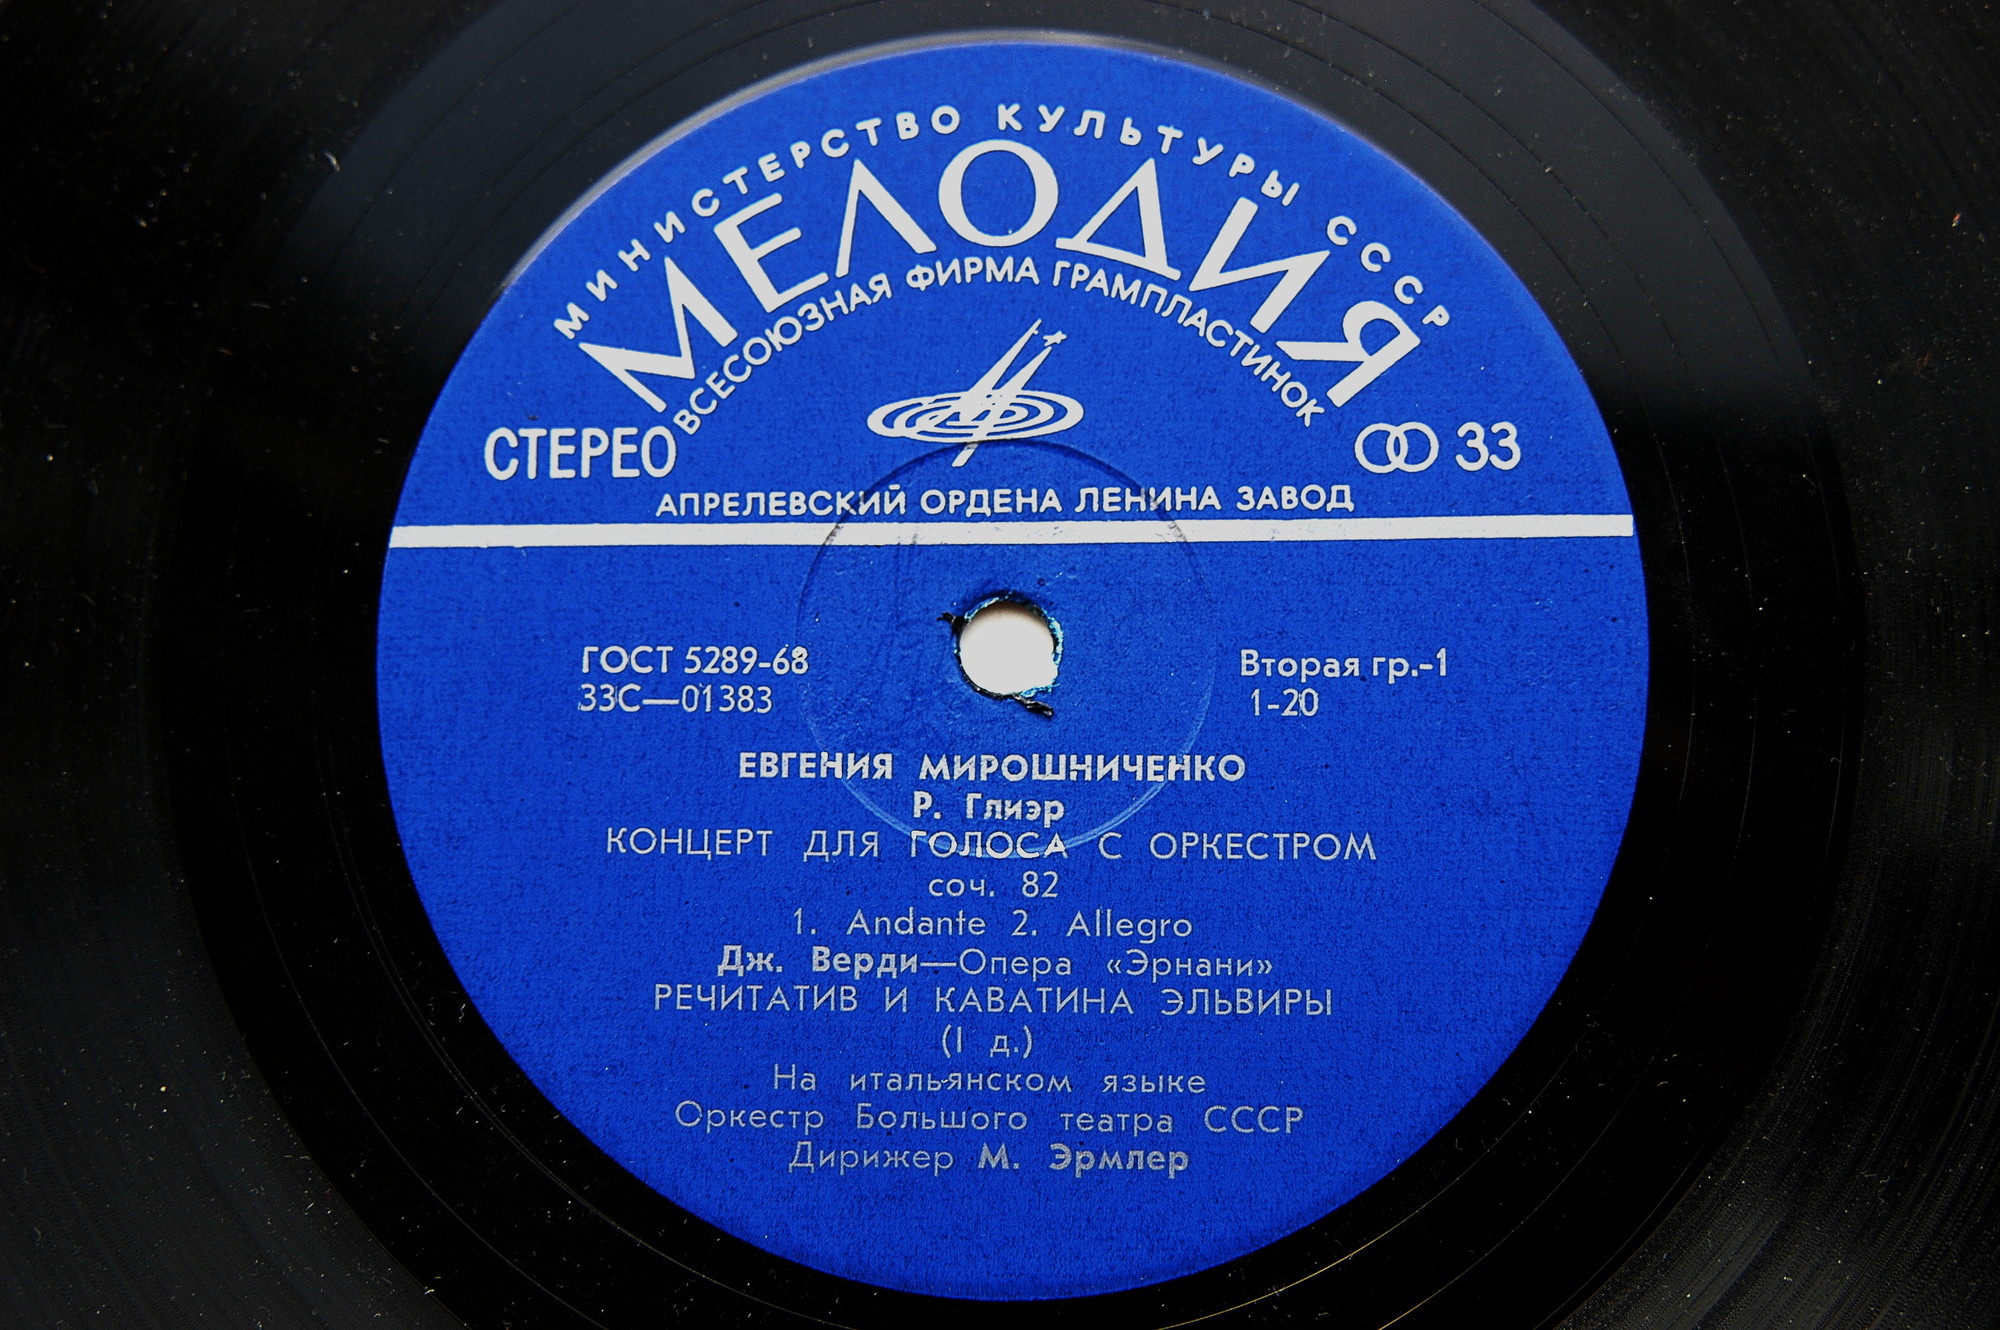 МИНИСТЕРСТВО КУЛЬТУРЫ СССР
МЕЛОДИЯ
ВСЕСОЮЗНАЯ ФИРМА ГРАМПЛАСТИНОК
СТЕРЕО
33
АПРЕЛЕВСКИЙ ОРДЕНА ЛЕНИНА ЗАВОД
ГОСТ 5289-68
33С—01383
Вторая гр.-1
1-20
ЕВГЕНИЯ МИРОШНИЧЕНКО
Р. Глиэр
КОНЦЕРТ ДЛЯ ГОЛОСА С ОРКЕСТРОМ
соч. 82
1. Andante 2. Allegro
Дж. Верди—Опера «Эрнани»
РЕЧИТАТИВ И КАВАТИНА ЭЛЬВИРЫ
(I д.)
На итальянском языке
Оркестр Большого театра СССР
Дирижер М. Эрмлер